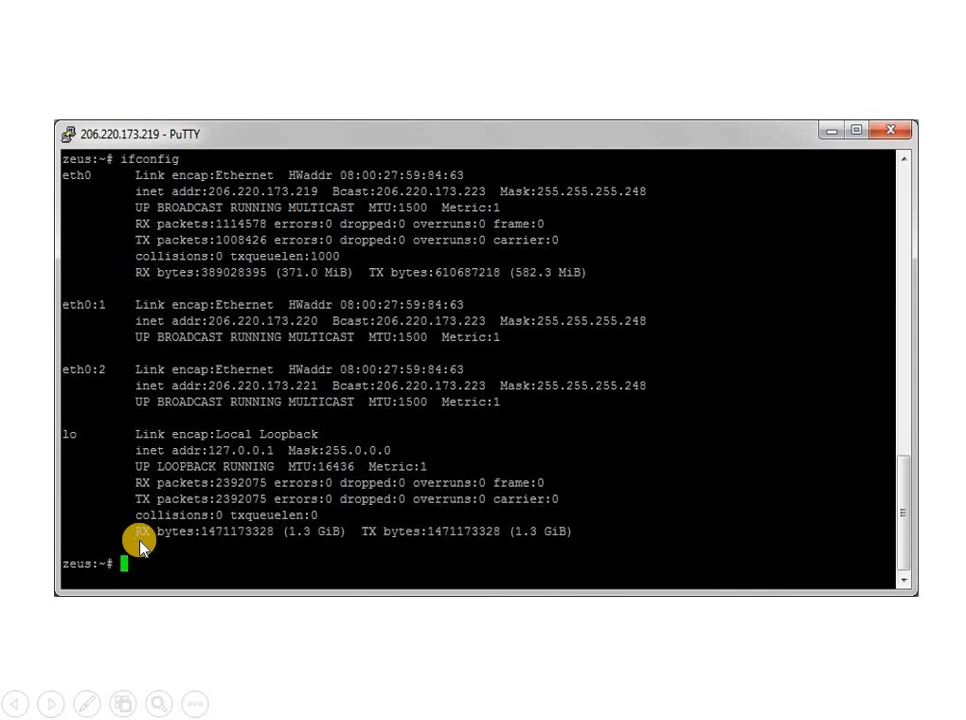 206.220.173.219 - PuTTY
zeus:~# ifconfig
eth0 Link encap:Ethernet HWaddr 08:00:27:59:84:63
inet addr:206.220.173.219 Bcast:206.220.173.223 Mask:255.255.255.248
UP BROADCAST RUNNING MULTICAST MTU:1500 Metric:1
RX packets:1114578 errors:0 dropped:0 overruns:0 frame:0
TX packets:1008426 errors:0 dropped:0 overruns:0 carrier:0
collisions:0 txqueuelen:1000
RX bytes:389028395 (371.0 MiB) TX bytes:610687218 (582.3 MiB)
eth0:1 Link encap:Ethernet HWaddr 08:00:27:59:84:63
inet addr:206.220.173.220 Bcast:206.220.173.223 Mask:255.255.255.248
UP BROADCAST RUNNING MULTICAST MTU:1500 Metric:1
eth0:2 Link encap:Ethernet HWaddr 08:00:27:59:84:63
inet addr:206.220.173.221 Bcast:206.220.173.223 Mask:255.255.255.248
UP BROADCAST RUNNING MULTICAST MTU:1500 Metric:1
lo Link encap:Local Loopback
inet addr:127.0.0.1 Mask:255.0.0.0
UP LOOPBACK RUNNING MTU:16436 Metric:1
RX packets:2392075 errors:0 dropped:0 overruns:0 frame:0
TX packets:2392075 errors:0 dropped:0 overruns:0 carrier:0
collisions:0 txqueuelen:0
RX bytes:1471173328 (1.3 GiB) TX bytes:1471173328 (1.3 GiB)
zeus:~#